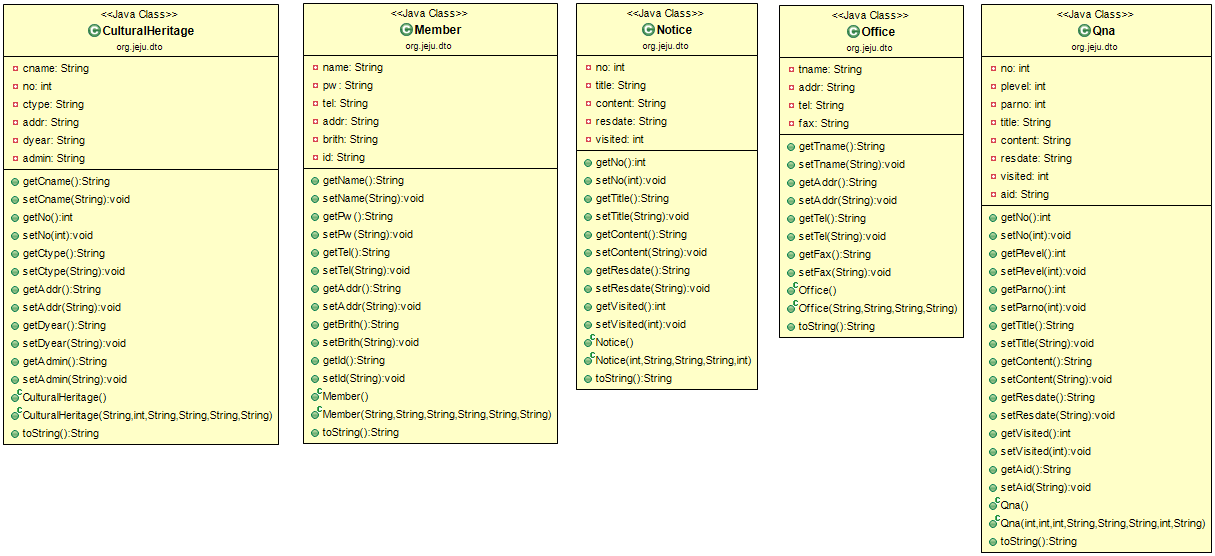 <<Java Class>>
CulturalHeritage
org.jeju.dto
cname: String
no: int
ctype: String
addr: String
dyear: String
admin: String
getCname():String
setCname(String):void
getNo():int
setNo(int):void
getCtype():String
setCtype(String):void
getAddr():String
setAddr(String):void
getDyear():String
setDyear(String):void
getAdmin():String
setAdmin(String):void
CulturalHeritage()
CulturalHeritage(String,int,String,String,String,String)
toString():String
<<Java Class>>
Member
org.jeju.dto
name: String
pw: String
tel: String
addr: String
brith: String
id: String
getName():String
setName(String):void
getPw():String
setPw(String):void
getTel():String
setTel(String):void
getAddr():String
setAddr(String):void
getBrith():String
setBrith(String):void
getId():String
setId(String):void
Member()
Member(String,String,String,String,String,String)
toString():String
<<Java Class>>
Notice
org.jeju.dto
no: int
title: String
content: String
resdate: String
visited: int
getNo():int
setNo(int):void
getTitle():String
setTitle(String):void
getContent():String
setContent(String):void
getResdate():String
setResdate(String):void
getVisited():int
setVisited(int):void
Notice()
Notice(int,String,String,String,int)
toString():String
<<Java Class>>
Office
org.jeju.dto
tname: String
addr: String
tel: String
fax: String
getTname():String
setTname(String):void
getAddr():String
setAddr(String):void
getTel():String
setTel(String):void
getFax():String
setFax(String):void
Office()
Office(String,String,String,String)
toString():String
<<Java Class>>
Qna
org.jeju.dto
no: int
plevel: int
parno: int
title: String
content: String
resdate: String
visited: int
aid: String
getNo():int
setNo(int):void
getPlevel():int
setPlevel(int):void
getParno():int
setParno(int):void
getTitle():String
setTitle(String):void
getContent():String
setContent(String):void
getResdate():String
setResdate(String):void
getVisited():int
setVisited(int):void
getAid():String
setAid(String):void
Qna()
Qna(int,int,int,String,String,String,int,String)
toString():String